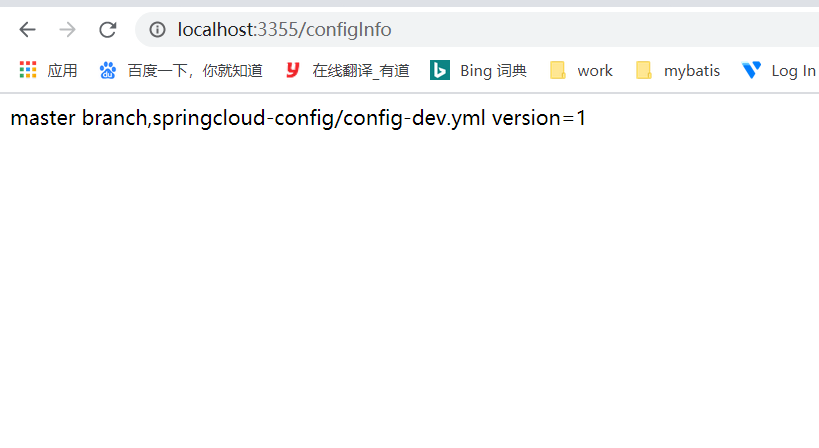 localhost:3355/configInfo
应用 百度一下，你就知道 在线翻译_有道 Bing 词典 work mybatis Log In
master branch,springcloud-config/config-dev.yml version=1